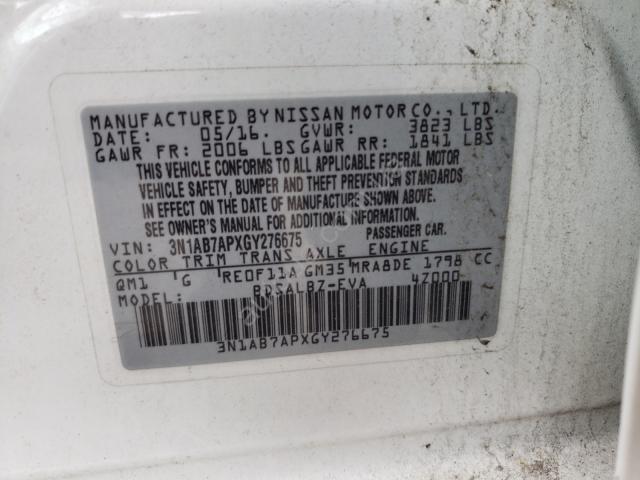 MANUFACTURED BY NISSAN MOTOR CO., LTD.
DATE: 05/16. GVWR: 3823 LBS
GAWR FR: 2006 LBS GAWR RR: 1841 LBS
THIS VEHICLE CONFORMS TO ALL APPLICABLE FEDERAL MOTOR
VEHICLE SAFETY, BUMPER AND THEFT PREVENTION STANDARDS
IN EFFECT ON THE DATE OF MANUFACTURE SHOWN ABOVE.
SEE OWNER'S MANUAL FOR ADDITIONAL INFORMATION.
VIN: 3N1AB7APXGY276675 PASSENGER CAR.
COLOR TRIM TRANS AXLE ENGINE
QM1 G RE0F11A GM35 MRA8DE 1798 CC
MODEL: BDSALBZ-EVA 4Z000
3N1AB7APXGY276675